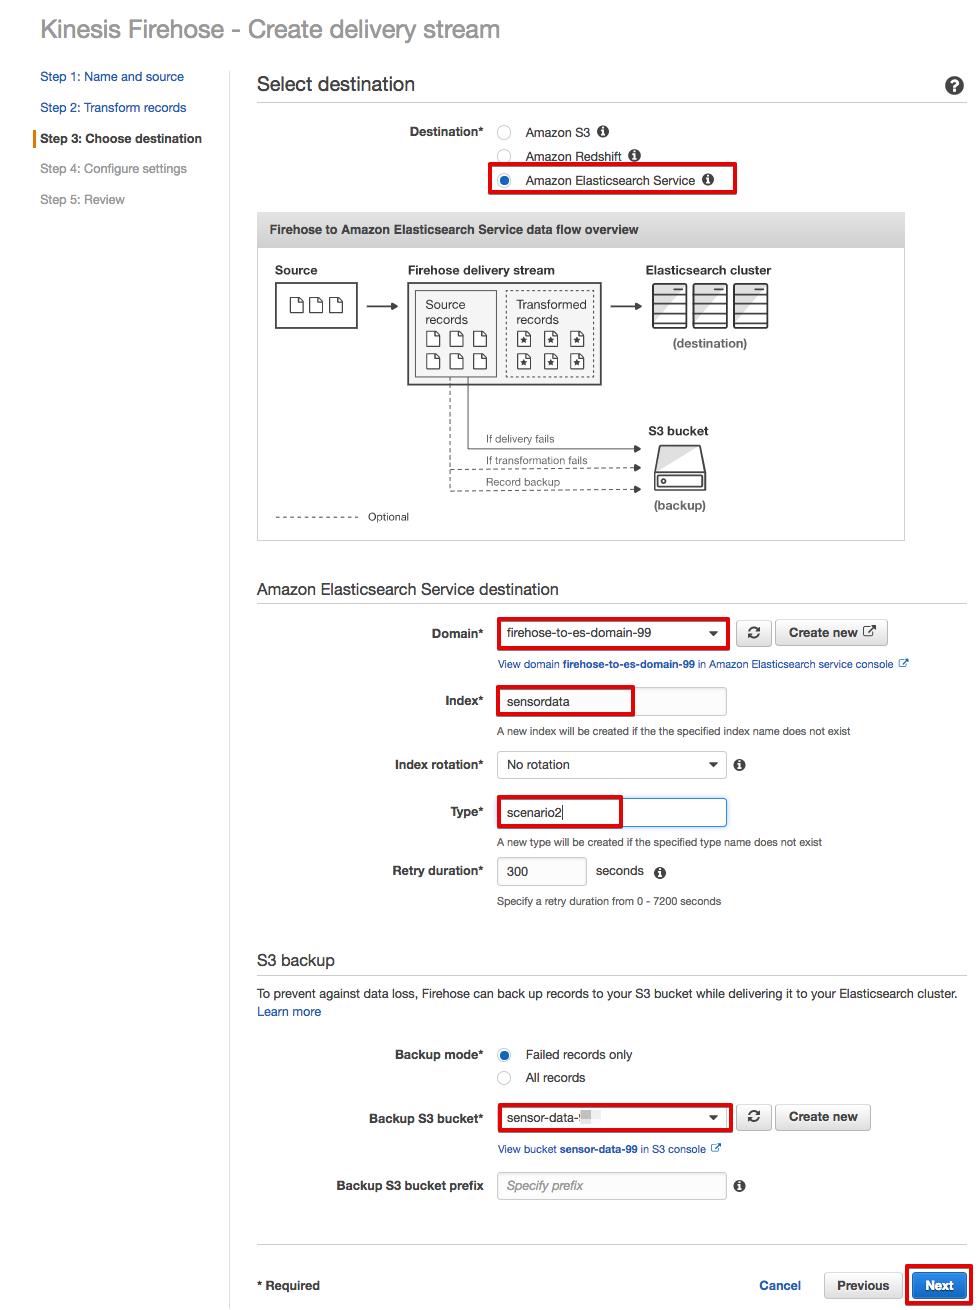 Kinesis Firehose - Create delivery stream
Step 1: Name and source
Step 2: Transform records
Step 3: Choose destination
Step 4: Configure settings
Step 5: Review
Select destination
Destination*
Amazon S3
Amazon Redshift
Amazon Elasticsearch Service
Firehose to Amazon Elasticsearch Service data flow overview
Source
Firehose delivery stream
Elasticsearch cluster
Source
records
Transformed
records
(destination)
S3 bucket
If delivery fails
If transformation fails
Record backup
(backup)
Optional
Amazon Elasticsearch Service destination
Domain* firehose-to-es-domain-99 Create new
View domain firehose-to-es-domain-99 in Amazon Elasticsearch service console
Index* sensordata
A new index will be created if the the specified index name does not exist
Index rotation* No rotation
Type* scenario2
A new type will be created if the specified type name does not exist
Retry duration* 300 seconds
Specify a retry duration from 0 - 7200 seconds
S3 backup
To prevent against data loss, Firehose can back up records to your S3 bucket while delivering it to your Elasticsearch cluster.
Learn more
Backup mode* Failed records only
All records
Backup S3 bucket* sensor-data- Create new
View bucket sensor-data-99 in S3 console
Backup S3 bucket prefix Specify prefix
* Required Cancel Previous Next